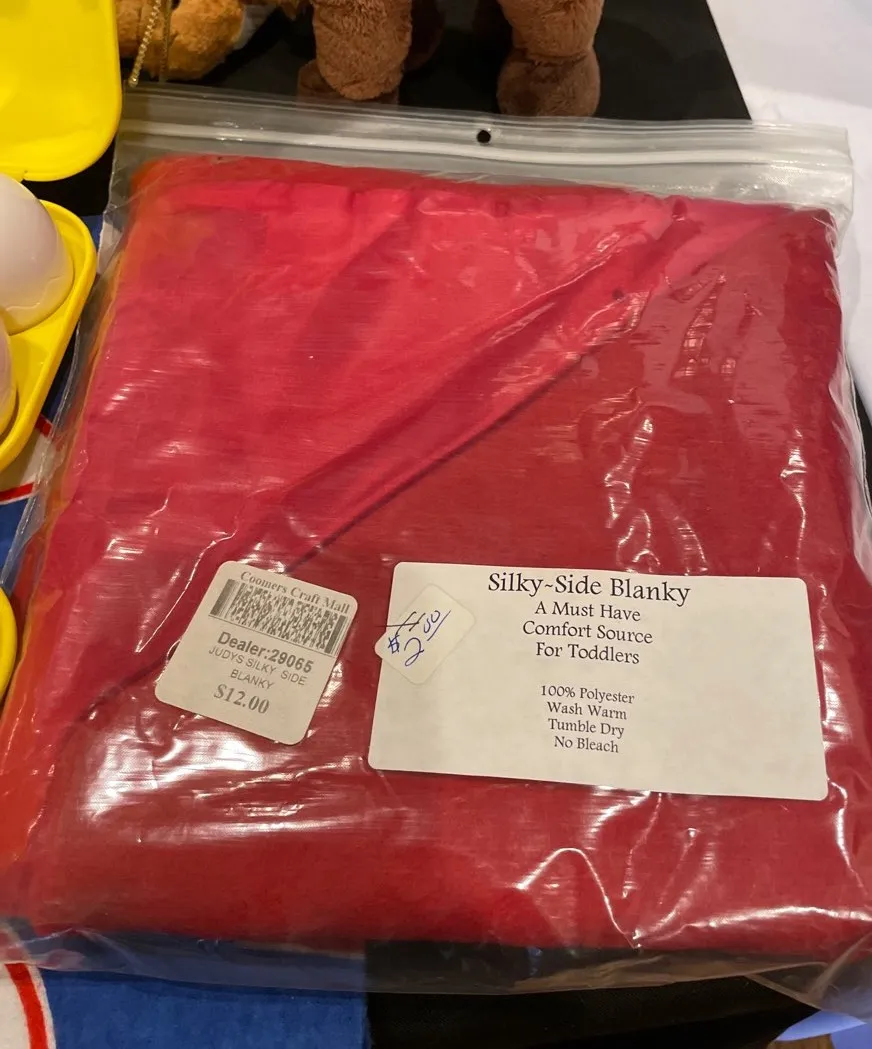 Coomers Craft Mall
Dealer:29065
JUDYS SILKY SIDE
BLANKY
$12.00
$2.00
Silky-Side Blanky
A Must Have
Comfort Source
For Toddlers
100% Polyester
Wash Warm
Tumble Dry
No Bleach